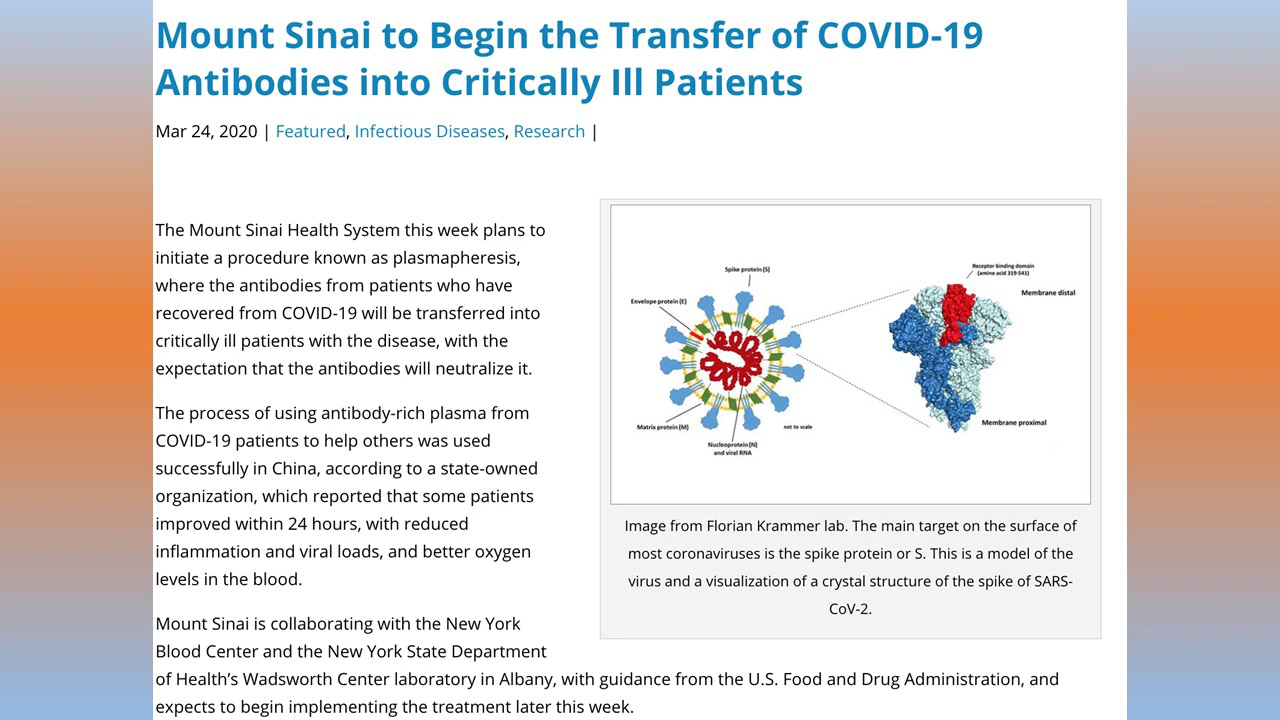 Mount Sinai to Begin the Transfer of COVID-19
Antibodies into Critically Ill Patients
Mar 24, 2020 | Featured, Infectious Diseases, Research |
The Mount Sinai Health System this week plans to
initiate a procedure known as plasmapheresis,
where the antibodies from patients who have
recovered from COVID-19 will be transferred into
critically ill patients with the disease, with the
expectation that the antibodies will neutralize it.
The process of using antibody-rich plasma from
COVID-19 patients to help others was used
successfully in China, according to a state-owned
organization, which reported that some patients
improved within 24 hours, with reduced
inflammation and viral loads, and better oxygen
levels in the blood.
Mount Sinai is collaborating with the New York
Blood Center and the New York State Department
of Health’s Wadsworth Center laboratory in Albany, with guidance from the U.S. Food and Drug Administration, and
expects to begin implementing the treatment later this week.
Spike protein (S)
Envelope protein (E)
Matrix protein (M)
Nucleoprotein (N)
and viral RNA
not to scale
Receptor binding domain
(amino acid 319-541)
Membrane distal
Membrane proximal
Image from Florian Krammer lab. The main target on the surface of
most coronaviruses is the spike protein or S. This is a model of the
virus and a visualization of a crystal structure of the spike of SARS-
CoV-2.